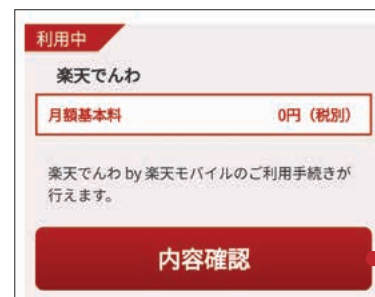 利用中
楽天でんわ
月額基本料 0円（税別）
楽天でんわ by 楽天モバイルのご利用手続きが
行えます。
内容確認